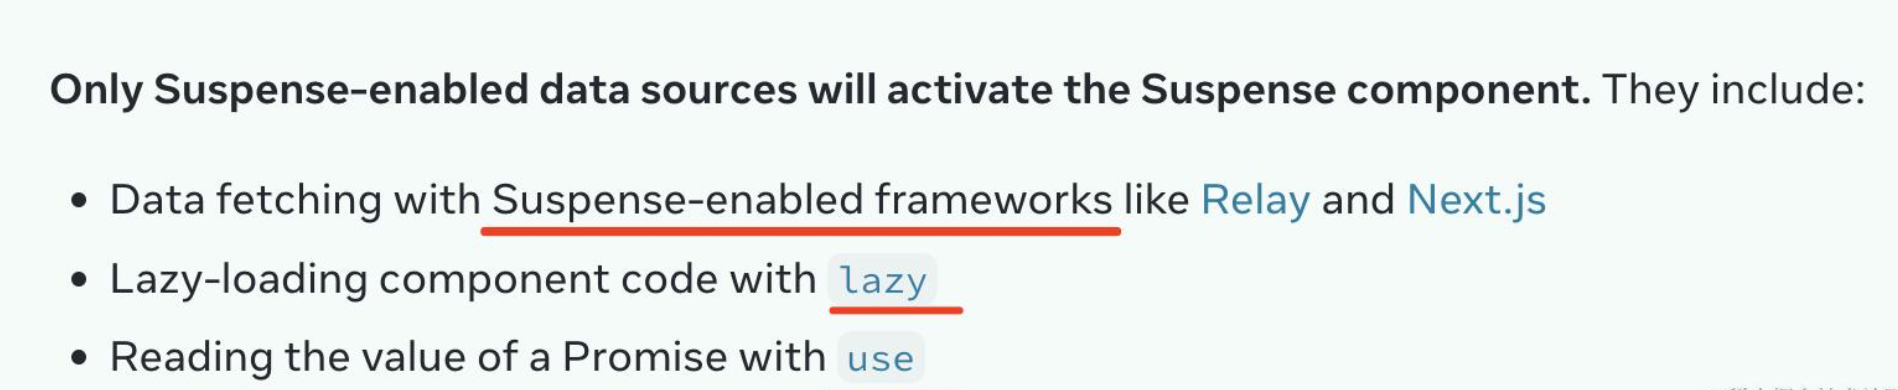 Only Suspense-enabled data sources will activate the Suspense component. They include:
• Data fetching with Suspense-enabled frameworks like Relay and Next.js
• Lazy-loading component code with lazy
• Reading the value of a Promise with use